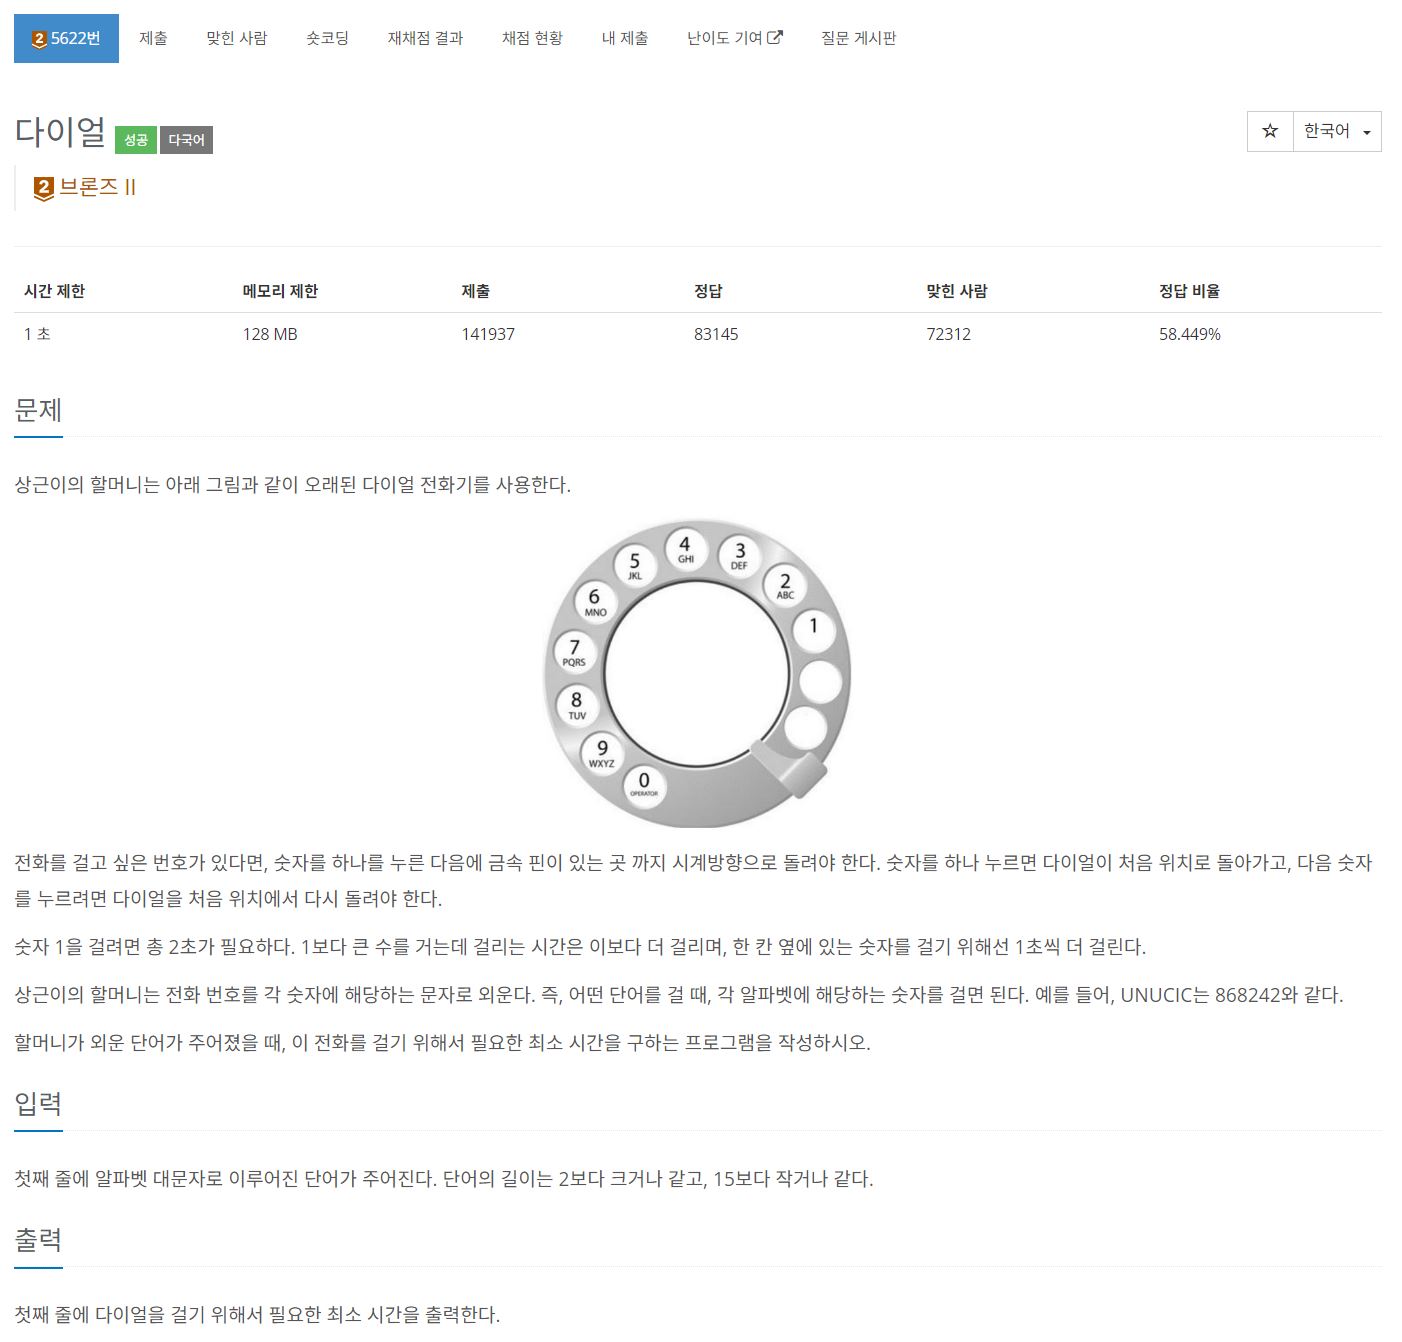 2 5622번 제출 맞힌 사람 숏코딩 재채점 결과 채점 현황 내 제출 난이도 기여 질문 게시판
다이얼 성공 다국어 한국어
2 브론즈 II
시간 제한 메모리 제한 제출 정답 맞힌 사람 정답 비율
1 초 128 MB 141937 83145 72312 58.449%
문제
상근이의 할머니는 아래 그림과 같이 오래된 다이얼 전화기를 사용한다.
1
2
ABC
3
DEF
4
GHI
5
JKL
6
MNO
7
PQRS
8
TUV
9
WXYZ
0
OPERATOR
전화를 걸고 싶은 번호가 있다면, 숫자를 하나를 누른 다음에 금속 핀이 있는 곳 까지 시계방향으로 돌려야 한다. 숫자를 하나 누르면 다이얼이 처음 위치로 돌아가고, 다음 숫자
를 누르려면 다이얼을 처음 위치에서 다시 돌려야 한다.
숫자 1을 걸려면 총 2초가 필요하다. 1보다 큰 수를 거는데 걸리는 시간은 이보다 더 걸리며, 한 칸 옆에 있는 숫자를 걸기 위해선 1초씩 더 걸린다.
상근이의 할머니는 전화 번호를 각 숫자에 해당하는 문자로 외운다. 즉, 어떤 단어를 걸 때, 각 알파벳에 해당하는 숫자를 걸면 된다. 예를 들어, UNUCIC는 868242와 같다.
할머니가 외운 단어가 주어졌을 때, 이 전화를 걸기 위해서 필요한 최소 시간을 구하는 프로그램을 작성하시오.
입력
첫째 줄에 알파벳 대문자로 이루어진 단어가 주어진다. 단어의 길이는 2보다 크거나 같고, 15보다 작거나 같다.
출력
첫째 줄에 다이얼을 걸기 위해서 필요한 최소 시간을 출력한다.